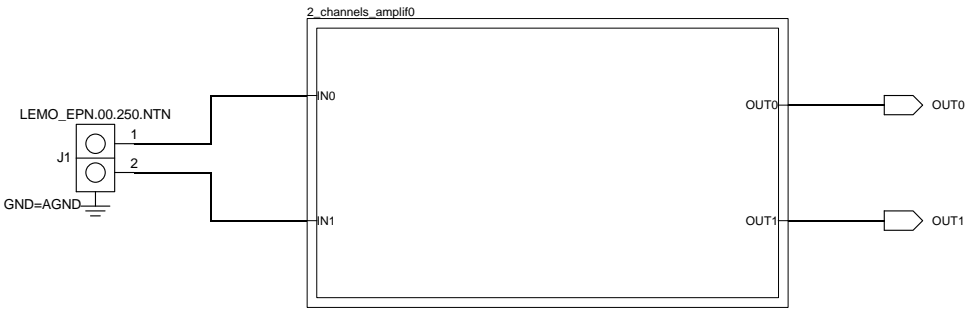 2_channels_amplif0
IN0
OUT0
OUT0
LEMO_EPN.00.250.NTN
1
J1
2
GND=AGND
IN1
OUT1
OUT1